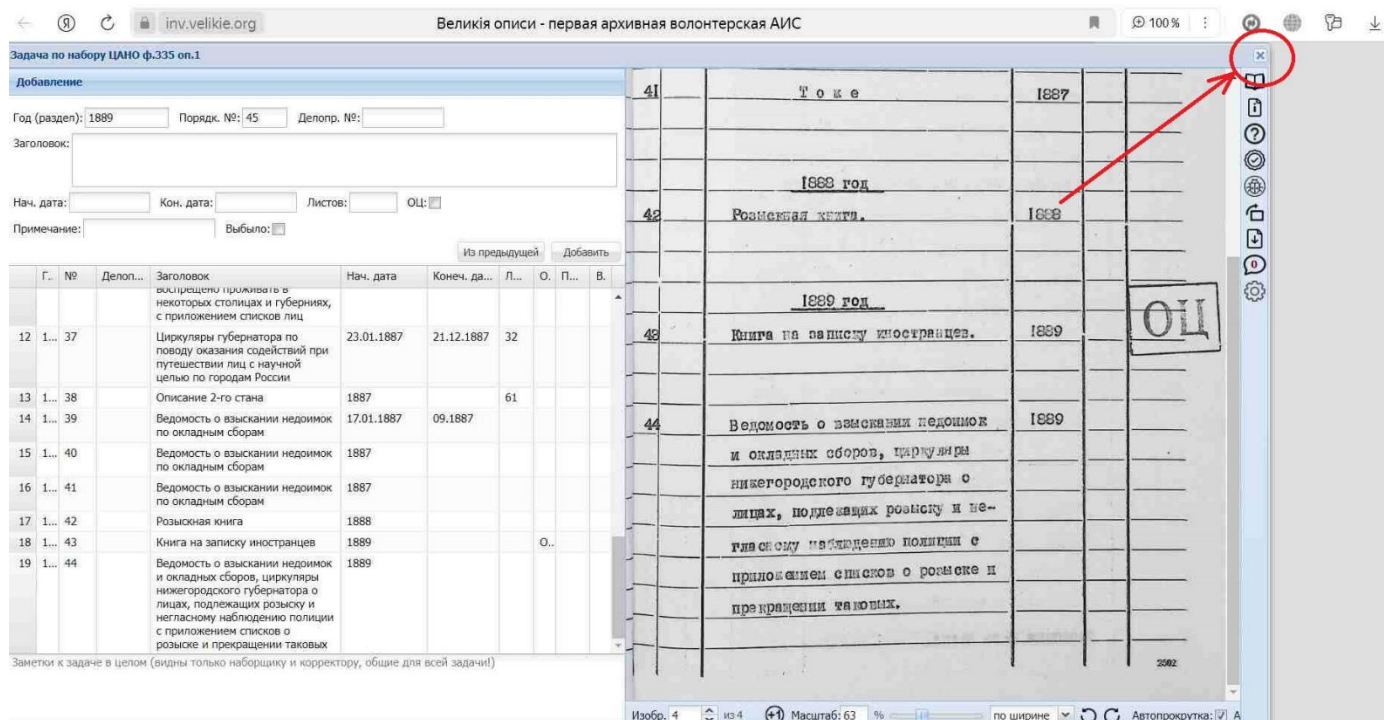 inv.velikie.org
Великія описи - первая архивная волонтерская АИС
100 %
Задача по набору ЦАНО ф.335 оп.1
Добавление
Год (раздел): 1889 Порядк. №: 45 Делопр. №:
Заголовок:
Нач. дата: Кон. дата: Листов: ОЦ:
Примечание: Выбыло:
Из предыдущей Добавить
Г.. № Делоп... Заголовок Нач. дата Конеч. да... Л... О. П... В.
воспрещено проживать в
некоторых столицах и губерниях,
с приложением списков лиц
12 1... 37 Циркуляры губернатора по 23.01.1887 21.12.1887 32
поводу оказания содействий при
путешествии лиц с научной
целью по городам России
13 1... 38 Описание 2-го стана 1887 61
14 1... 39 Ведомость о взыскании недоимок 17.01.1887 09.1887
по окладным сборам
15 1... 40 Ведомость о взыскании недоимок 1887
по окладным сборам
16 1... 41 Ведомость о взыскании недоимок 1887
по окладным сборам
17 1... 42 Розыскная книга 1888
18 1... 43 Книга на записку иностранцев 1889 О..
19 1... 44 Ведомость о взыскании недоимок 1889
и окладных сборов, циркуляры
нижегородского губернатора о
лицах, подлежащих розыску и
негласному наблюдению полиции
с приложением списков о
розыске и прекращении таковых
Заметки к задаче в целом (видны только наборщику и корректору, общие для всей задачи!)
41 Тоже 1887
1888 год
42 Розыскная книга. 1888
1889 год
43 Книга на записку иностранцев. 1889
ОЦ
44 Ведомость о взыскании недоимок 1889
и окладных сборов, циркуляры
нижегородского губернатора о
лицах, подлежащих розыску и не-
гласному наблюдению полиции с
приложением списков о розыске и
прекращении таковых.
2502
0
Изобр. 4 из 4 +1 Масштаб: 63 % по ширине Автопрокрутка: А